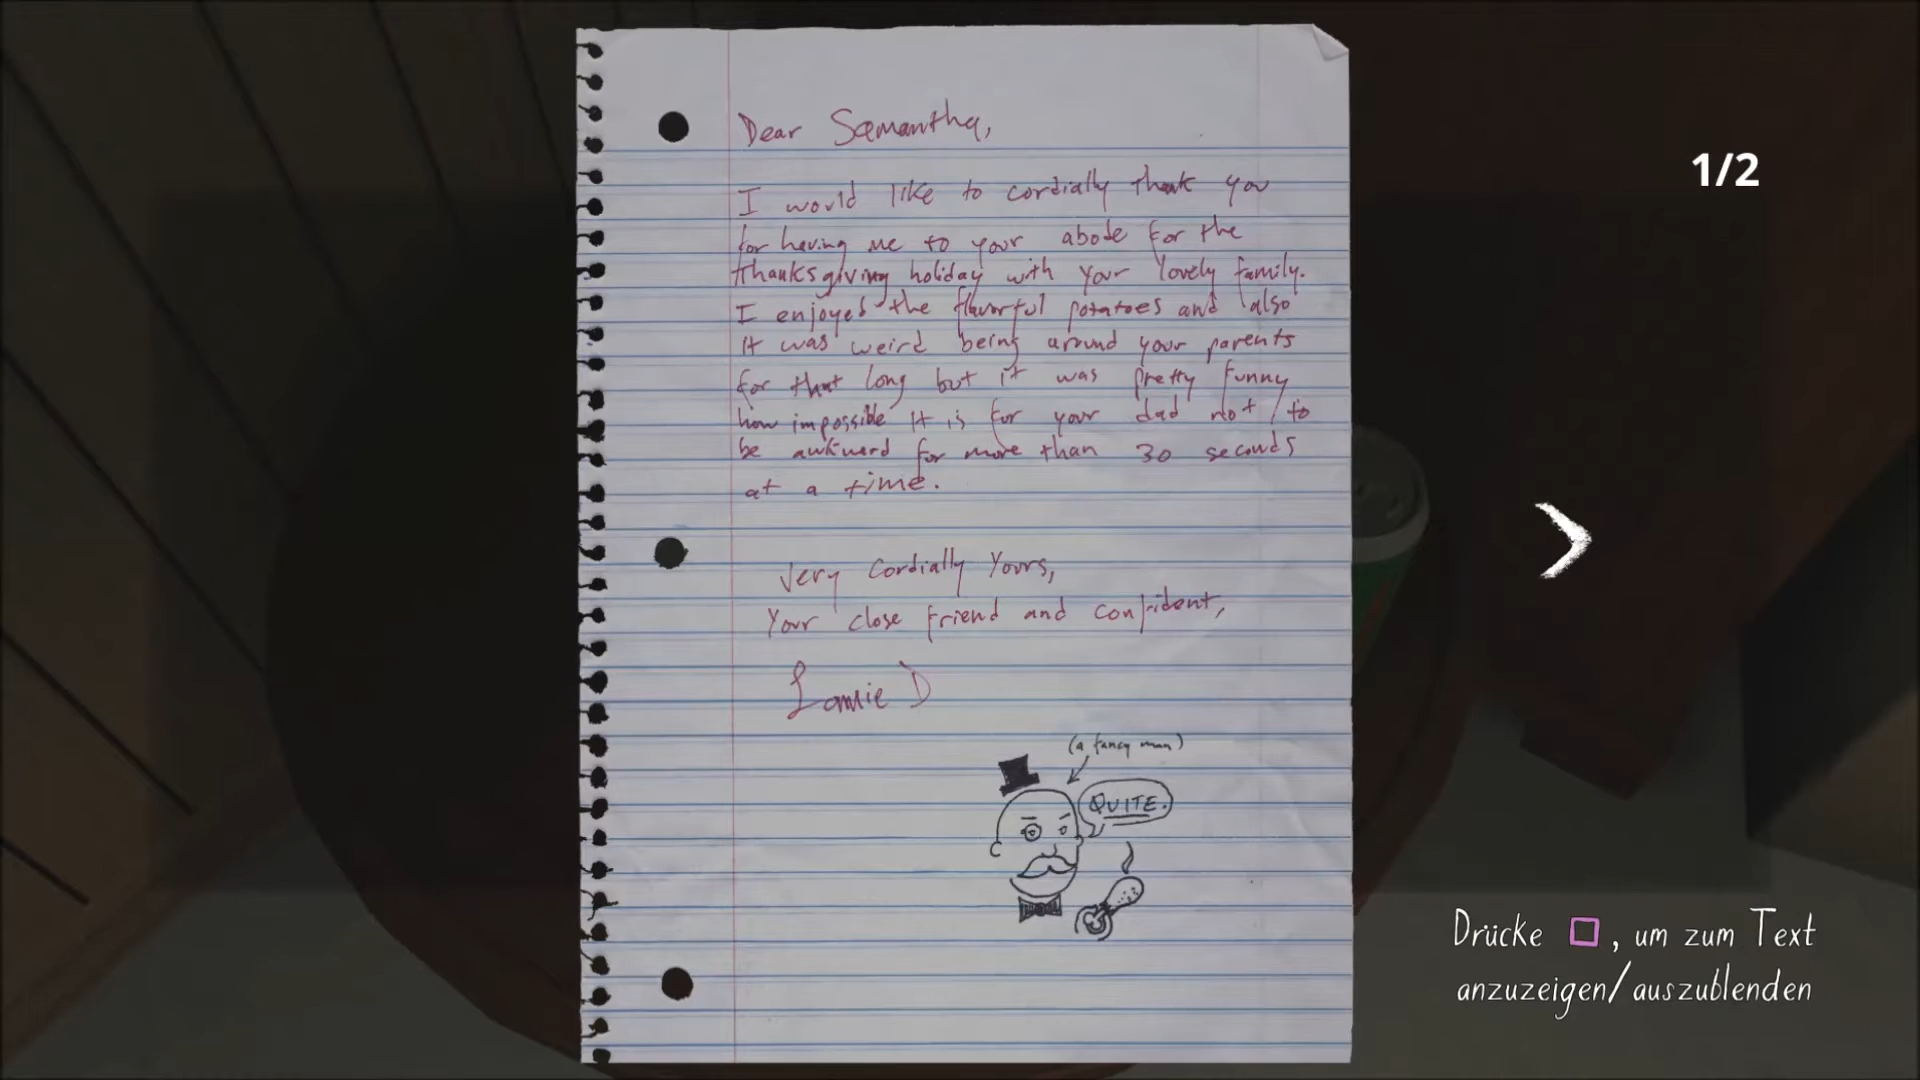 Dear Samantha,
I would like to cordially thank you
for having me to your abode for the
thanksgiving holiday with your lovely family.
I enjoyed the flavorful potatoes and also
it was weird being around your parents
for that long but it was pretty funny
how impossible it is for your dad not to
be awkward for more than 30 seconds
at a time.
Very Cordially Yours,
Your close friend and confident,
Lonnie D
(a fancy man)
QUITE.
1/2
Drücke □, um zum Text
anzuzeigen/auszublenden